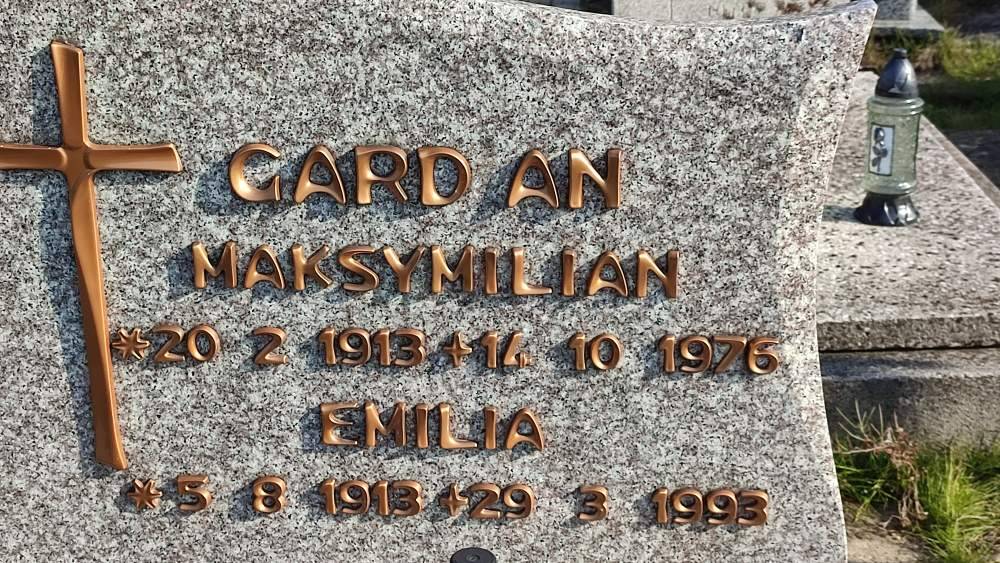 GARD AN
MAKSYMILIAN
*20 2 1913 +14 10 1976
EMILIA
*5 8 1913 +29 3 1993